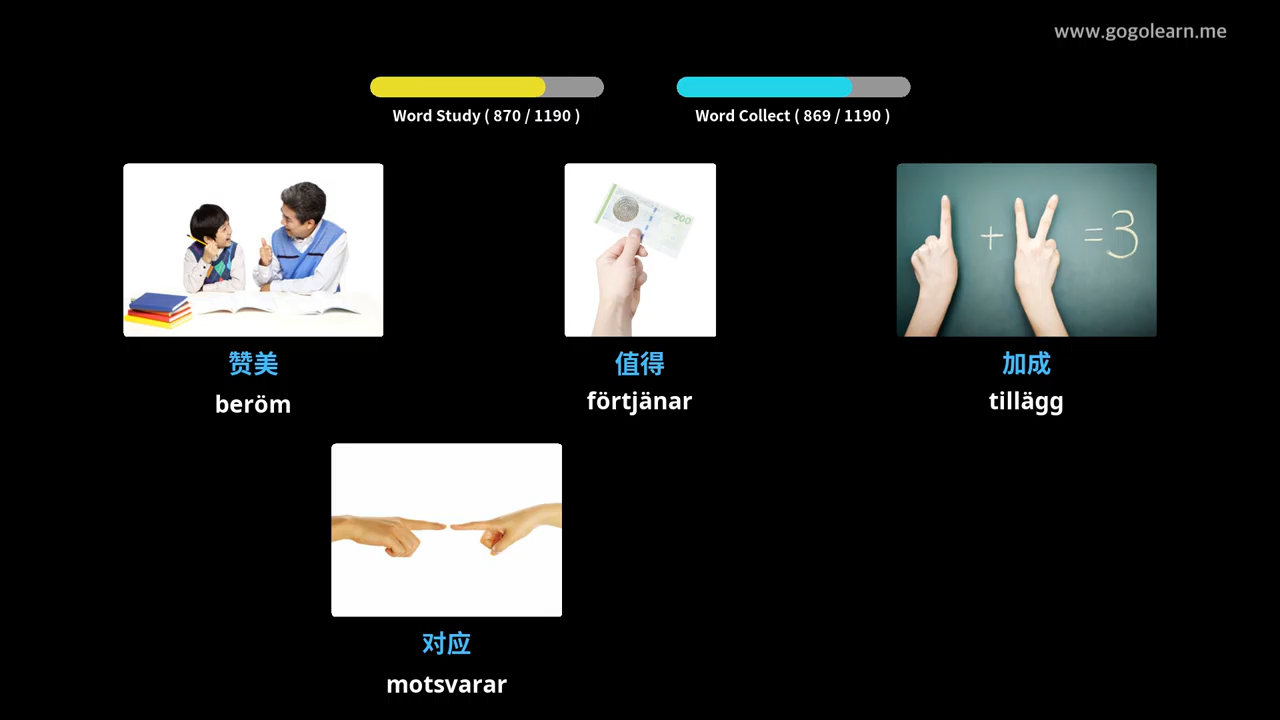 www.gogolearn.me
Word Study ( 870 / 1190 )
Word Collect ( 869 / 1190 )
200
+ =3
赞美
beröm
值得
förtjänar
加成
tillägg
对应
motsvarar